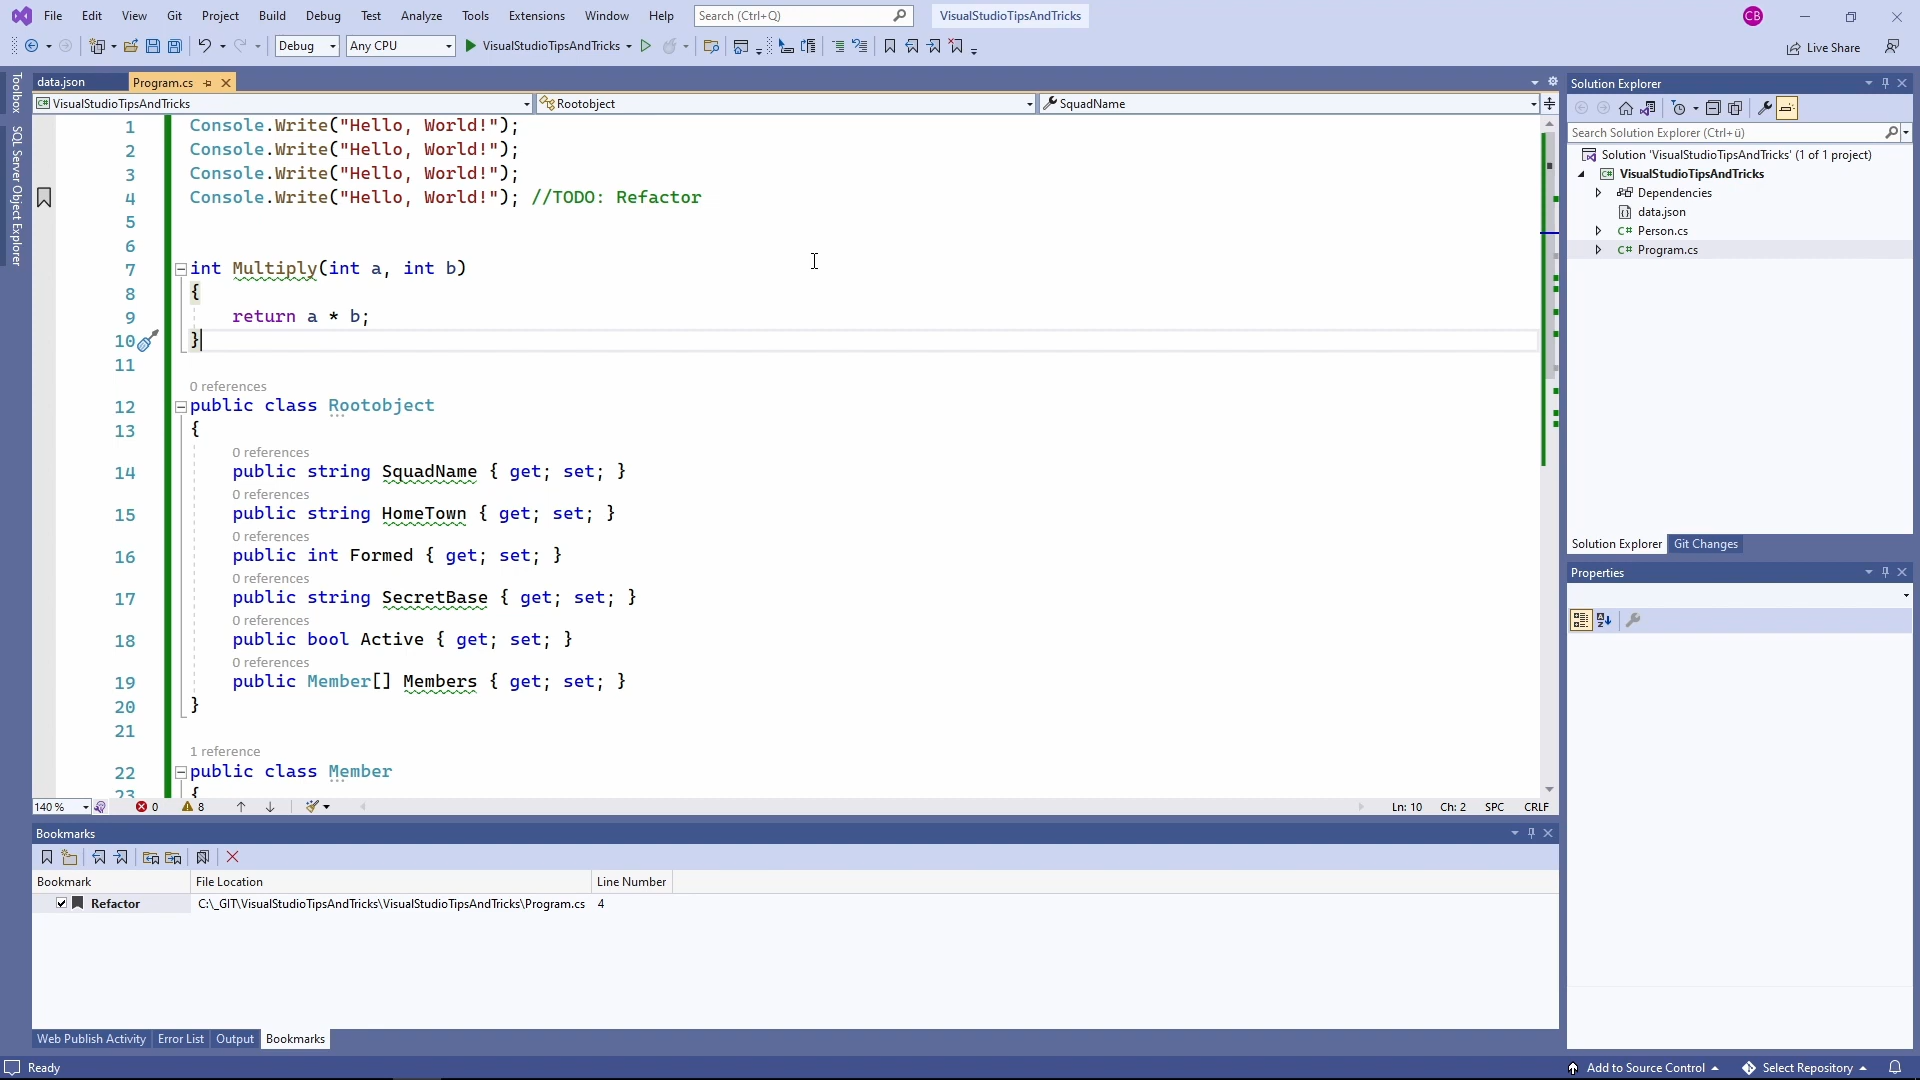 File Edit View Git Project Build Debug Test Analyze Tools Extensions Window Help Search (Ctrl+Q) VisualStudioTipsAndTricks CB
Debug Any CPU VisualStudioTipsAndTricks Live Share
Toolbox
SQL Server Object Explorer
data.json Program.cs
VisualStudioTipsAndTricks Rootobject SquadName
1 Console.Write("Hello, World!");
2 Console.Write("Hello, World!");
3 Console.Write("Hello, World!");
4 Console.Write("Hello, World!"); //TODO: Refactor
5
6
7 int Multiply(int a, int b)
8 {
9 return a * b;
10 }
11
0 references
12 public class Rootobject
13 {
0 references
14 public string SquadName { get; set; }
0 references
15 public string HomeTown { get; set; }
0 references
16 public int Formed { get; set; }
0 references
17 public string SecretBase { get; set; }
0 references
18 public bool Active { get; set; }
0 references
19 public Member[] Members { get; set; }
20 }
21
1 reference
22 public class Member
23 {
140 % 0 8 Ln: 10 Ch: 2 SPC CRLF
Bookmarks
Bookmark File Location Line Number
Refactor C:\_GIT\VisualStudioTipsAndTricks\VisualStudioTipsAndTricks\Program.cs 4
Web Publish Activity Error List Output Bookmarks
Solution Explorer
Search Solution Explorer (Ctrl+ü)
Solution 'VisualStudioTipsAndTricks' (1 of 1 project)
VisualStudioTipsAndTricks
Dependencies
data.json
C# Person.cs
C# Program.cs
Solution Explorer Git Changes
Properties
Ready Add to Source Control Select Repository